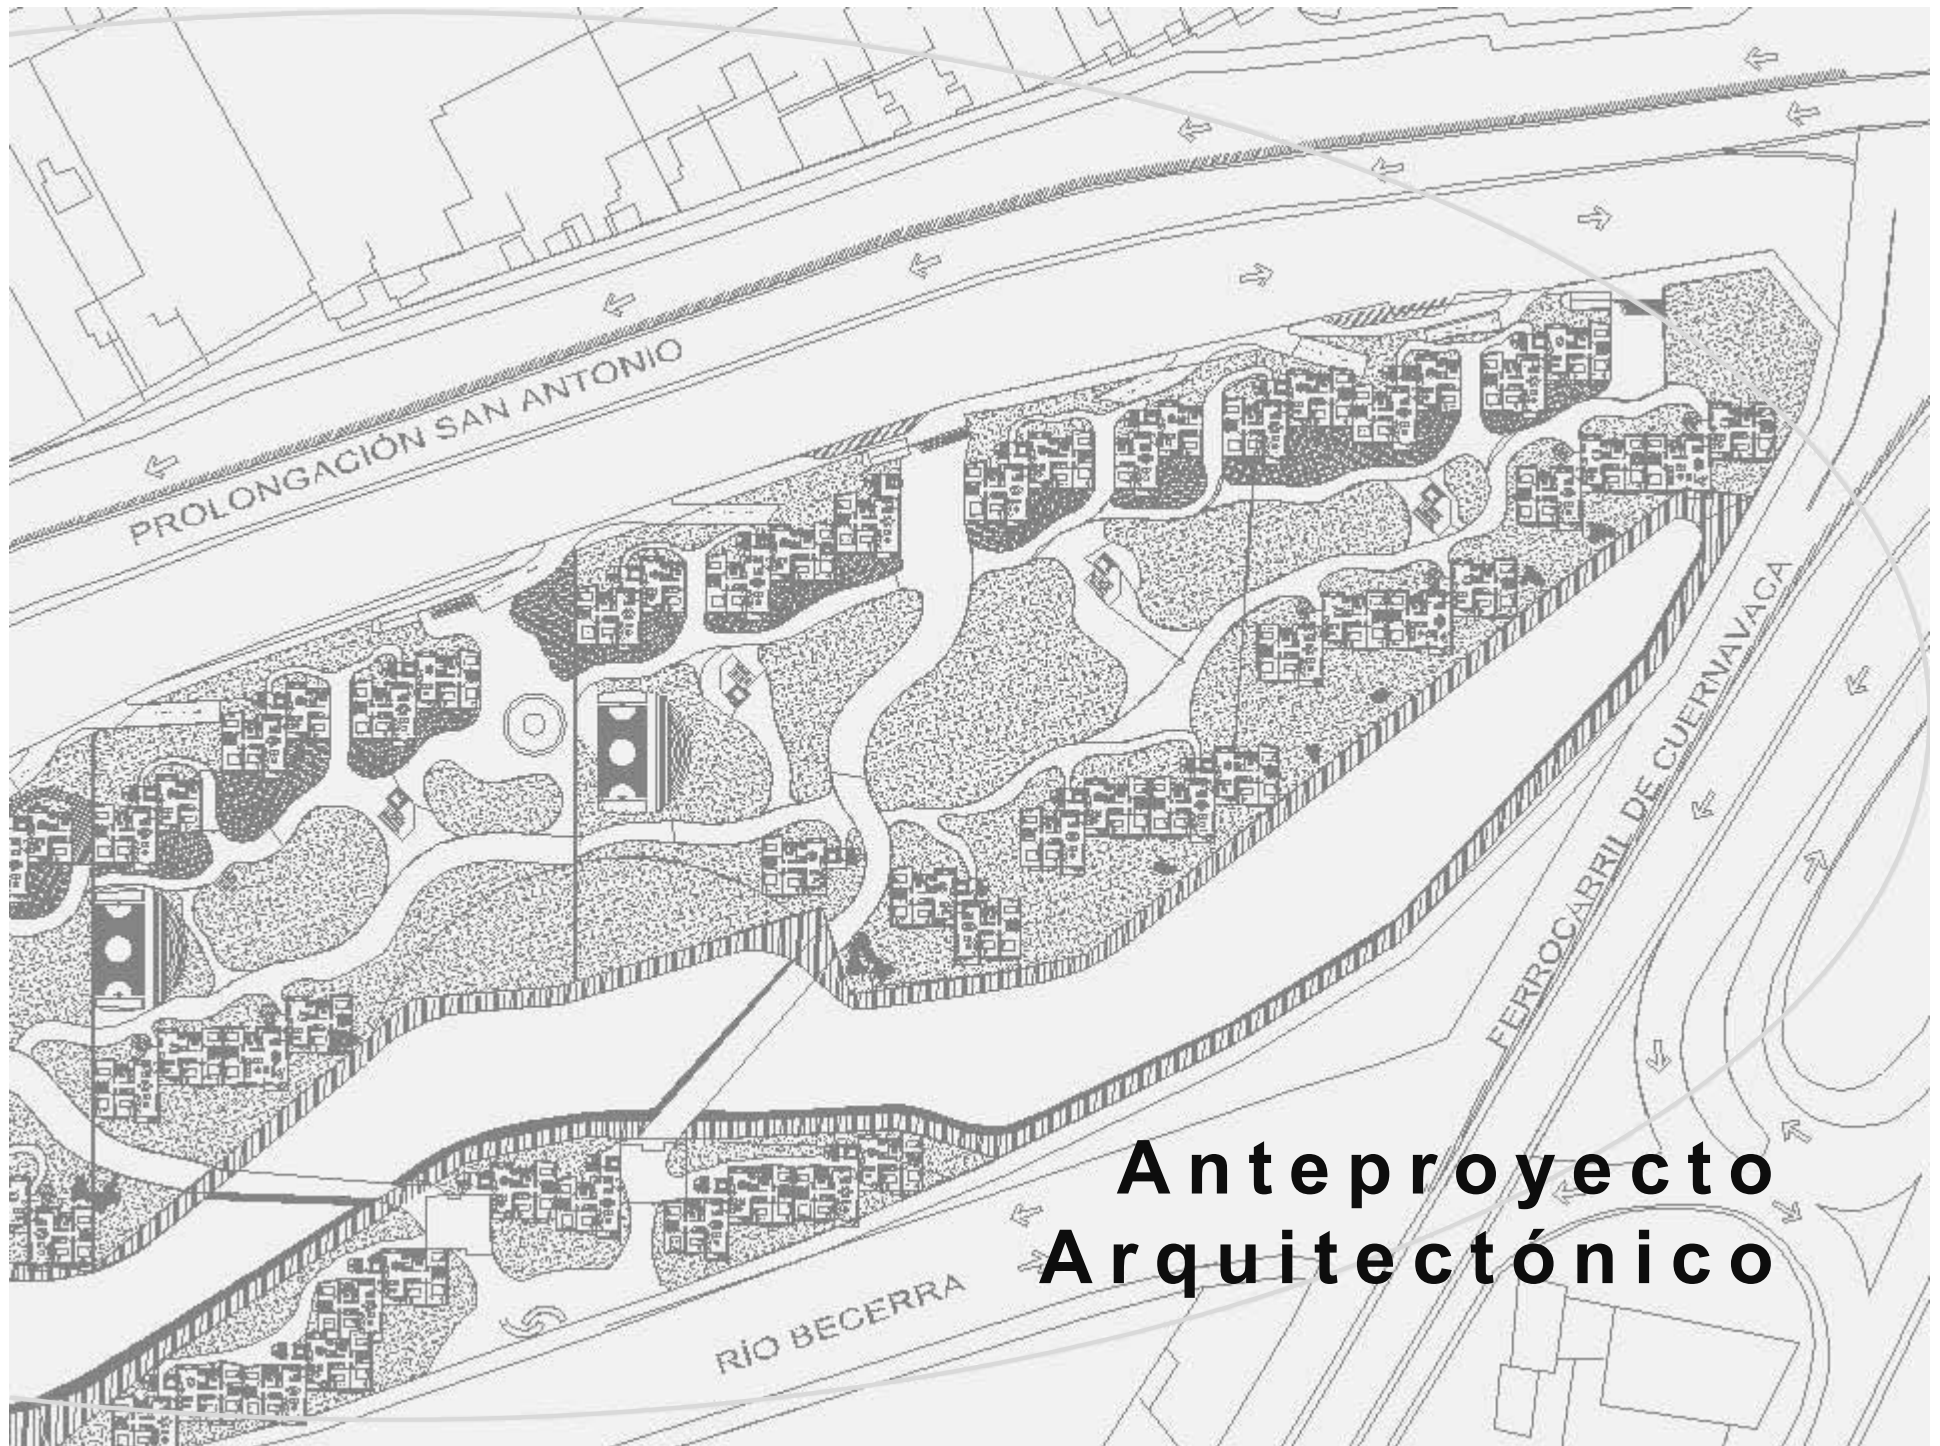 PROLONGACIÓN SAN ANTONIO
FERROCARRIL DE CUERNAVACA
Anteproyecto
Arquitectónico
RÍO BECERRA